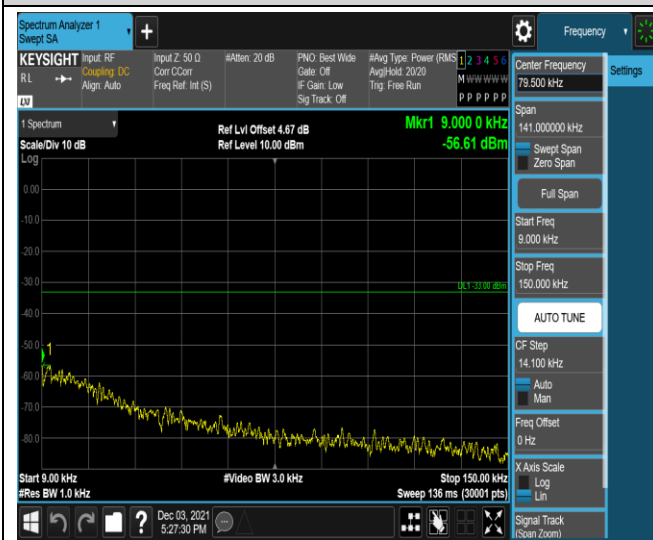 Spectrum Analyzer 1
Swept SA
+
Frequency
Settings
KEYSIGHT
RL
LXI
Input: RF
Coupling: DC
Align: Auto
Input Z: 50 Ω
Corr CCorr
Freq Ref: Int (S)
#Atten: 20 dB
PNO: Best Wide
Gate: Off
IF Gain: Low
Sig Track: Off
#Avg Type: Power (RMS
Avg|Hold: 20/20
Trig: Free Run
1 2 3 4 5 6
M W W W W W
P P P P P P
1 Spectrum
Scale/Div 10 dB
Log
Ref Lvl Offset 4.67 dB
Ref Level 10.00 dBm
Mkr1 9.000 0 kHz
-56.61 dBm
0.00
-10.0
-20.0
-30.0
DL1 -33.00 dBm
-50.0
1
-60.0
-70.0
-80.0
Start 9.00 kHz
#Res BW 1.0 kHz
#Video BW 3.0 kHz
Stop 150.00 kHz
Sweep 136 ms (30001 pts)
?
Dec 03, 2021
5:27:30 PM
Center Frequency
79.500 kHz
Span
141.000000 kHz
Swept Span
Zero Span
Full Span
Start Freq
9.000 kHz
Stop Freq
150.000 kHz
AUTO TUNE
CF Step
14.100 kHz
Auto
Man
Freq Offset
0 Hz
X Axis Scale
Log
Lin
Signal Track
(Span Zoom)